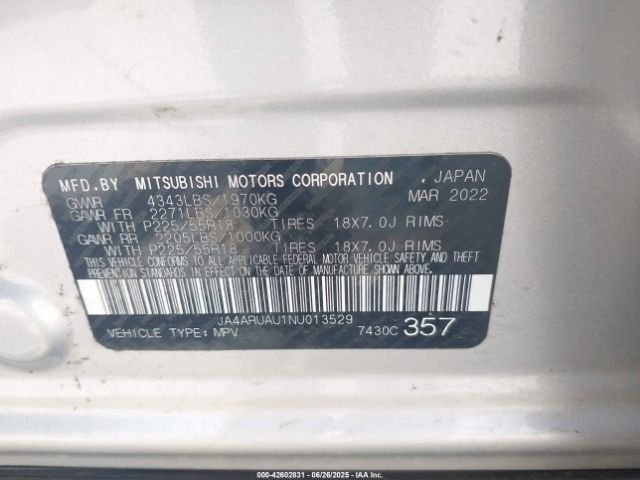 MFD.BY MITSUBISHI MOTORS CORPORATION . JAPAN
GVWR 4343LBS/1970KG MAR 2022
GAWR FR 2271LBS/1030KG
WITH P225/55R18 TIRES 18X7.0J RIMS
GAWR RR 2205LBS/1000KG
WITH P225/55R18 TIRES 18X7.0J RIMS
THIS VEHICLE CONFORMS TO ALL APPLICABLE FEDERAL MOTOR VEHICLE SAFETY AND THEFT
PREVENTION STANDARDS IN EFFECT ON THE DATE OF MANUFACTURE SHOWN ABOVE.
JA4ARUAU1NU013529
VEHICLE TYPE: MPV 7430C 357
000-42602831 | 06/26/2025 - IAAI.com